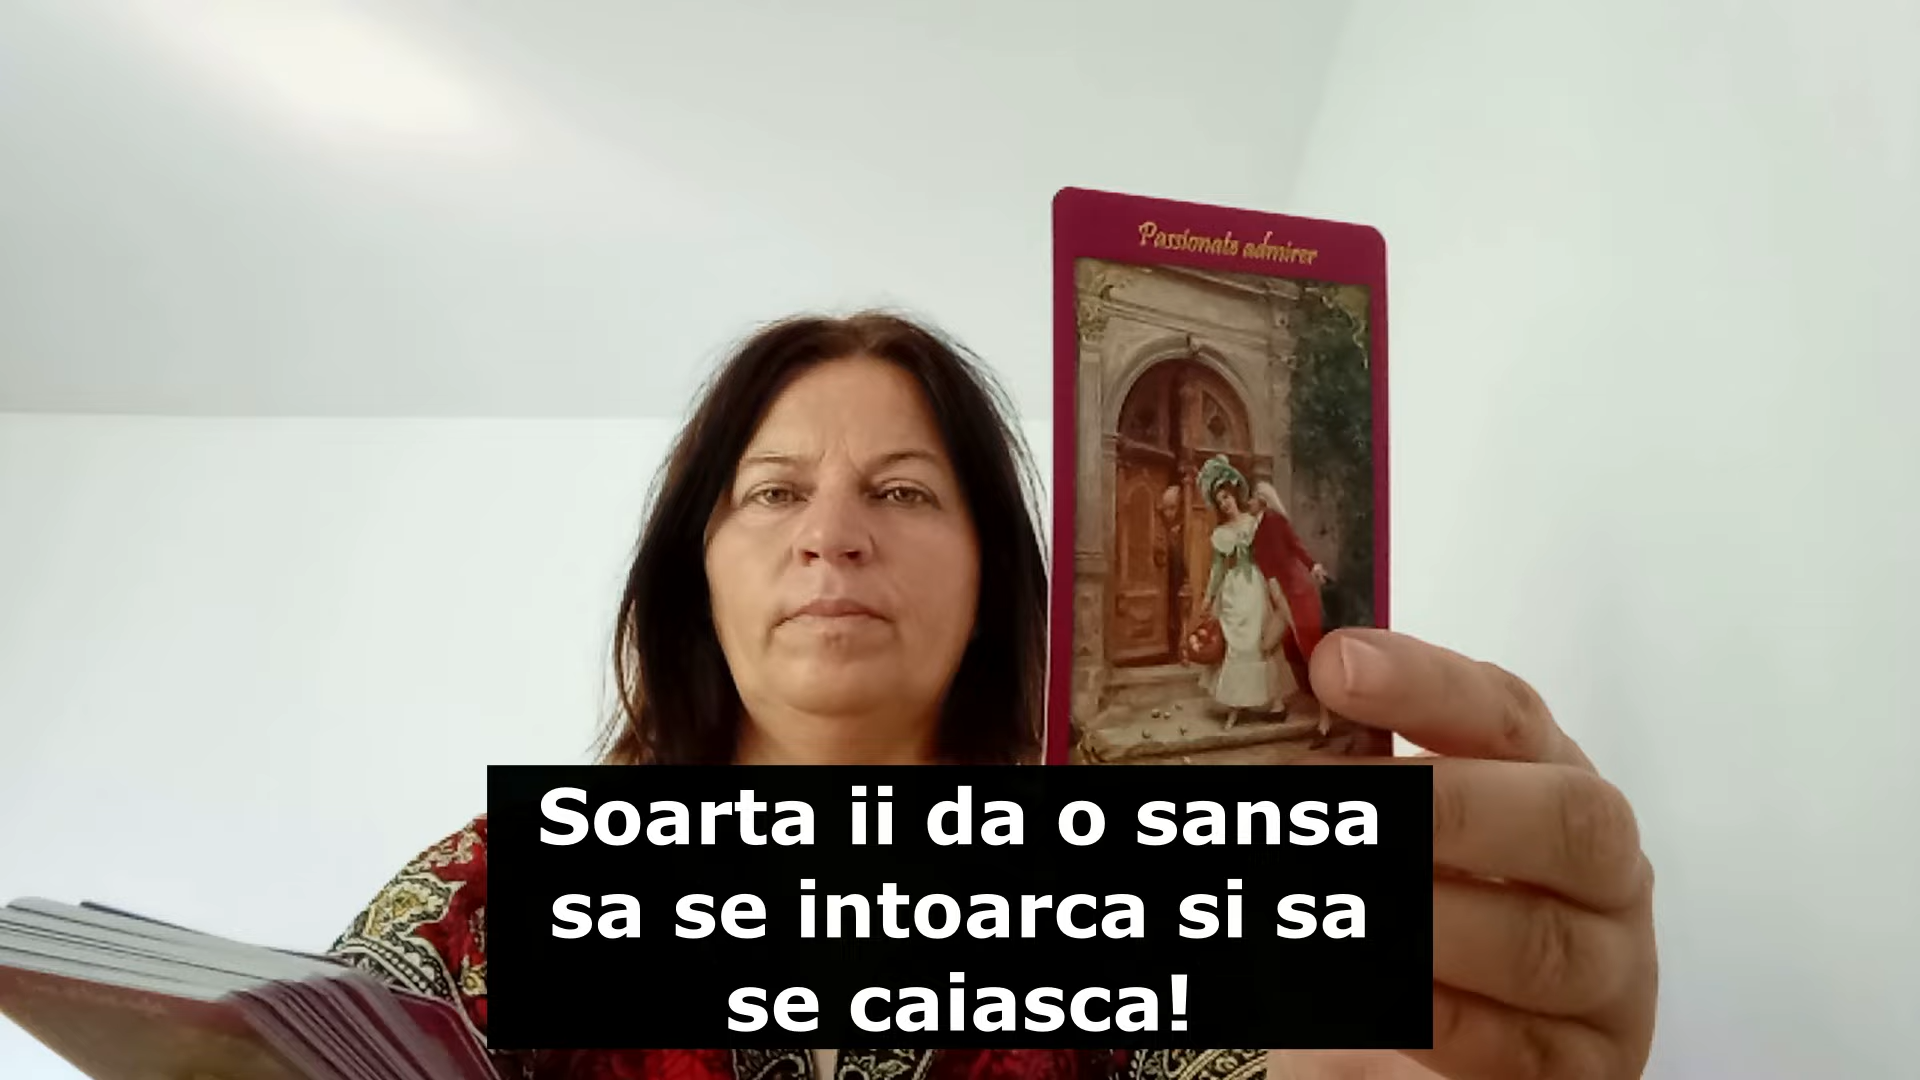 Passionate admirer
Soarta ii da o sansa
sa se intoarca si sa
se caiasca!